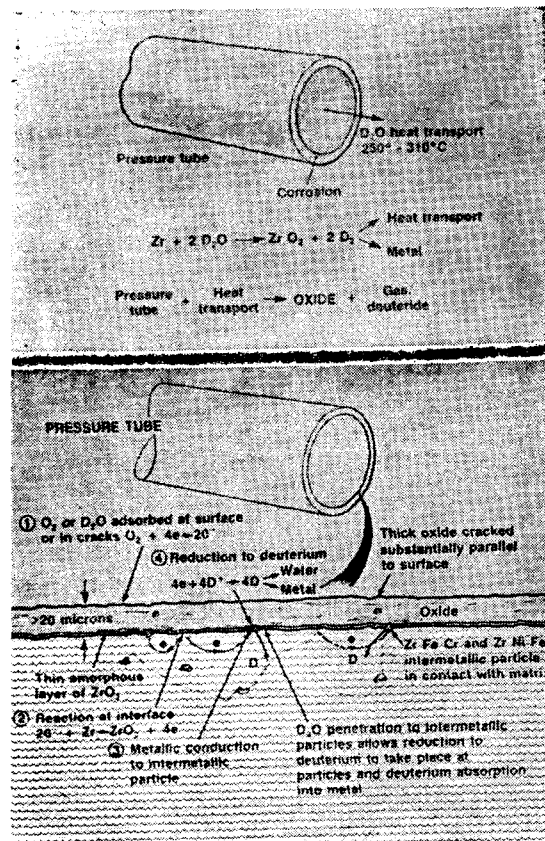 D₂O heat transport
250° - 310°C
Pressure tube
Corrosion
Heat transport
Zr + 2 D₂O → Zr O₂ + 2 D₂
Metal
Pressure tube + Heat transport → OXIDE + Gas, deuteride
PRESSURE TUBE
① O₂ or D₂O adsorbed at surface
or in cracks O₂ + 4e→20⁻
④ Reduction to deuterium
4e + 4D⁺ → 4D
Water
Metal
Thick oxide cracked
substantially parallel
to surface
>20 microns
e
e
Oxide
e
e
e
e
D
D
Thin amorphous
layer of ZrO₂
Zr Fe Cr and Zr Ni Fe
intermetallic particle
in contact with matrix
② Reaction at interface
20⁻ + Zr→ZrO₂ + 4e
③ Metallic conduction
to intermetallic
particle
D₂O penetration to intermetallic
particles allows reduction to
deuterium to take place at
particles and deuterium absorption
into metal